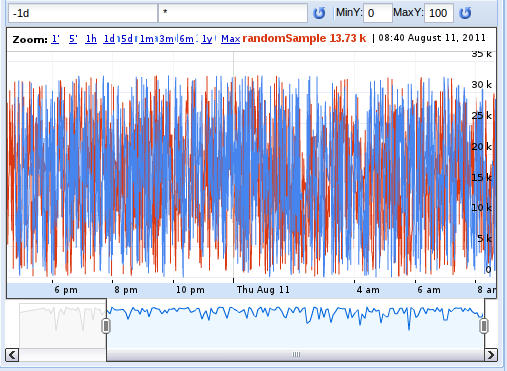 -1d * MinY: 0 MaxY: 100
Zoom: 1' 5' 1h 1d 5d 1m 3m 6m 1y Max randomSample 13.73 k | 08:40 August 11, 2011
35 k
30 k
25 k
20 k
15 k
10 k
5 k
0
6 pm 8 pm 10 pm Thu Aug 11 4 am 6 am 8 am